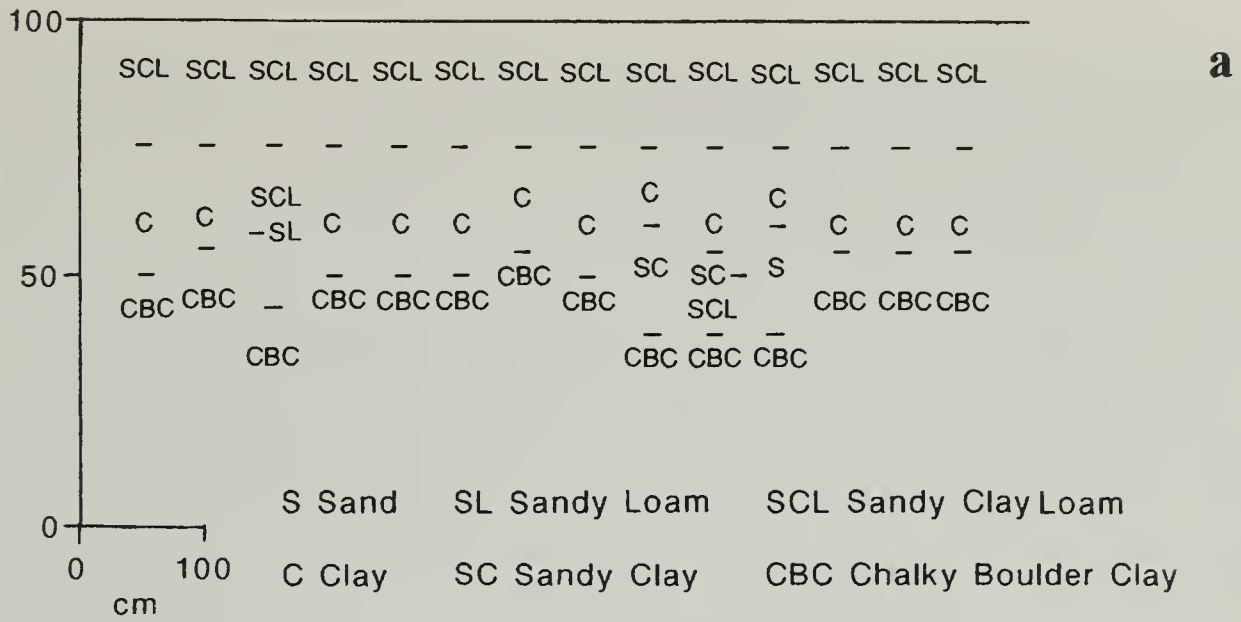 100
a
SCL SCL SCL SCL SCL SCL SCL SCL SCL SCL SCL SCL SCL SCL
– – – – – – – – – – – – – –
C C SCL C C C C C C C C C C C
– SL
50
CBC CBC – CBC CBC CBC CBC CBC SC SC– S CBC CBC CBC
SCL
CBC CBC CBC CBC
S Sand SL Sandy Loam SCL Sandy Clay Loam
0
0 100 C Clay SC Sandy Clay CBC Chalky Boulder Clay
cm